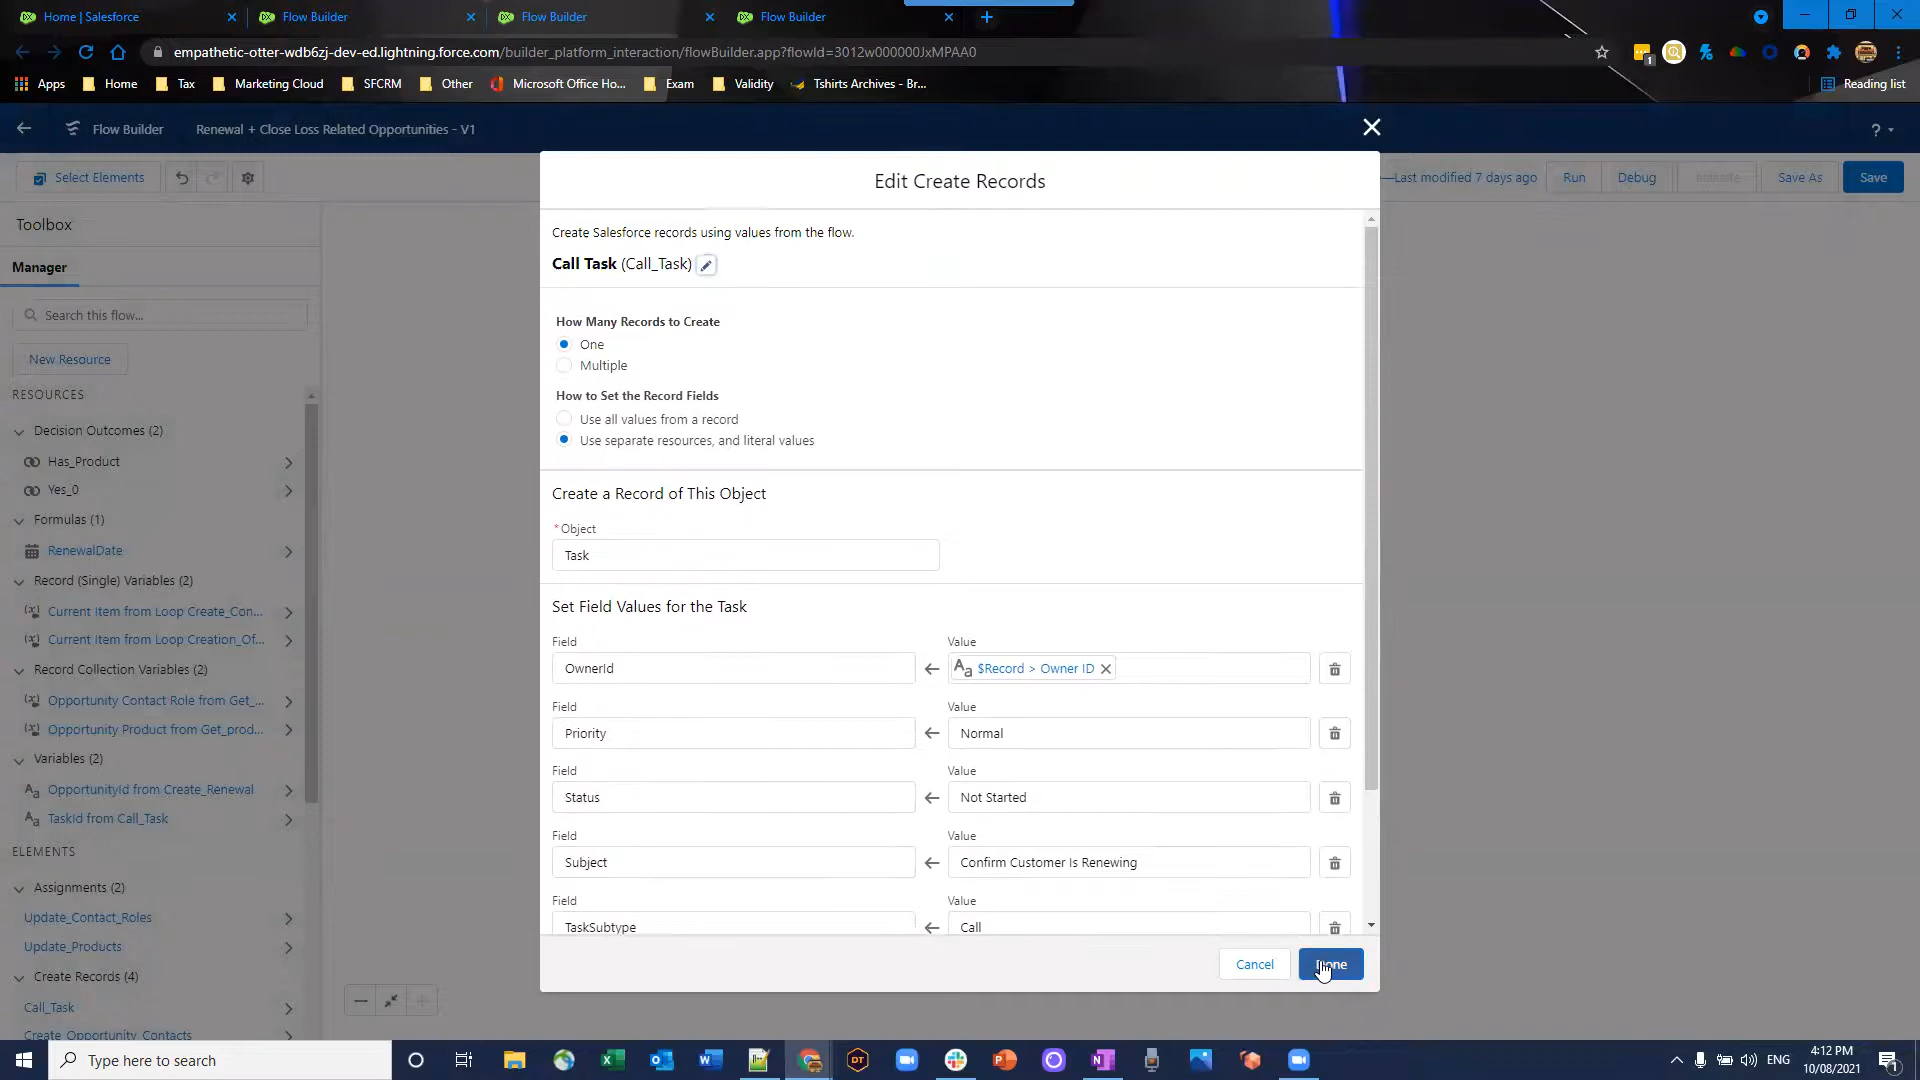 Home | Salesforce
Flow Builder
Flow Builder
Flow Builder
empathetic-otter-wdb6zj-dev-ed.lightning.force.com/builder_platform_interaction/flowBuilder.app?flowId=3012w000000JxMPAA0
Apps
Home
Tax
Marketing Cloud
SFCRM
Other
Microsoft Office Ho...
Exam
Validity
Tshirts Archives - Br...
Reading list
Flow Builder
Renewal + Close Loss Related Opportunities - V1
?
Select Elements
—Last modified 7 days ago
Run
Debug
Save As
Save
Toolbox
Manager
Search this flow...
New Resource
RESOURCES
Decision Outcomes (2)
Has_Product
Yes_0
Formulas (1)
RenewalDate
Record (Single) Variables (2)
Current Item from Loop Create_Con...
Current Item from Loop Creation_Of...
Record Collection Variables (2)
Opportunity Contact Role from Get_...
Opportunity Product from Get_prod...
Variables (2)
OpportunityId from Create_Renewal
TaskId from Call_Task
ELEMENTS
Assignments (2)
Update_Contact_Roles
Update_Products
Create Records (4)
Call_Task
Create_Opportunity_Contacts
Edit Create Records
Create Salesforce records using values from the flow.
Call Task (Call_Task)
How Many Records to Create
One
Multiple
How to Set the Record Fields
Use all values from a record
Use separate resources, and literal values
Create a Record of This Object
*Object
Task
Set Field Values for the Task
Field
Value
OwnerId
$Record > Owner ID
Field
Value
Priority
Normal
Field
Value
Status
Not Started
Field
Value
Subject
Confirm Customer Is Renewing
Field
Value
TaskSubtype
Call
Cancel
Done
Type here to search
DT
ENG
4:12 PM
10/08/2021
1